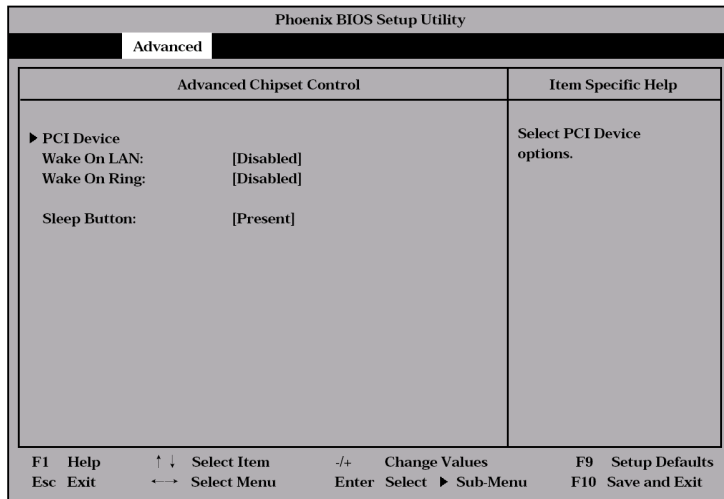 Phoenix BIOS Setup Utility
Advanced
Advanced Chipset Control
Item Specific Help
▶ PCI Device
Wake On LAN: [Disabled]
Wake On Ring: [Disabled]
Sleep Button: [Present]
Select PCI Device
options.
F1 Help ↑ ↓ Select Item -/+ Change Values F9 Setup Defaults
Esc Exit ←→ Select Menu Enter Select ▶ Sub-Menu F10 Save and Exit